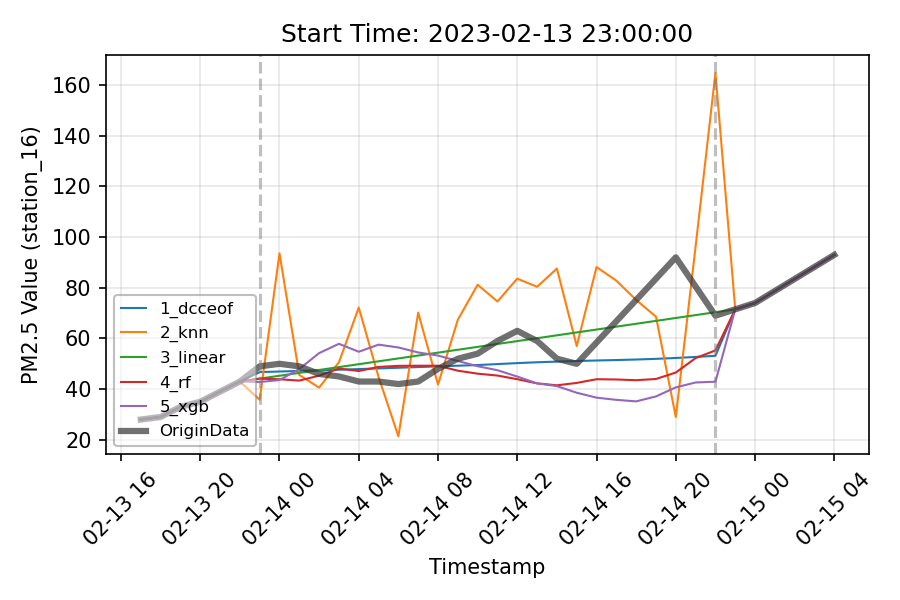 Start Time: 2023-02-13 23:00:00
PM2.5 Value (station_16)
160
140
120
100
80
60
40
20
1_dcceof
2_knn
3_linear
4_rf
5_xgb
OriginData
02-13 16
02-13 20
02-14 00
02-14 04
02-14 08
02-14 12
02-14 16
02-14 20
02-15 00
02-15 04
Timestamp